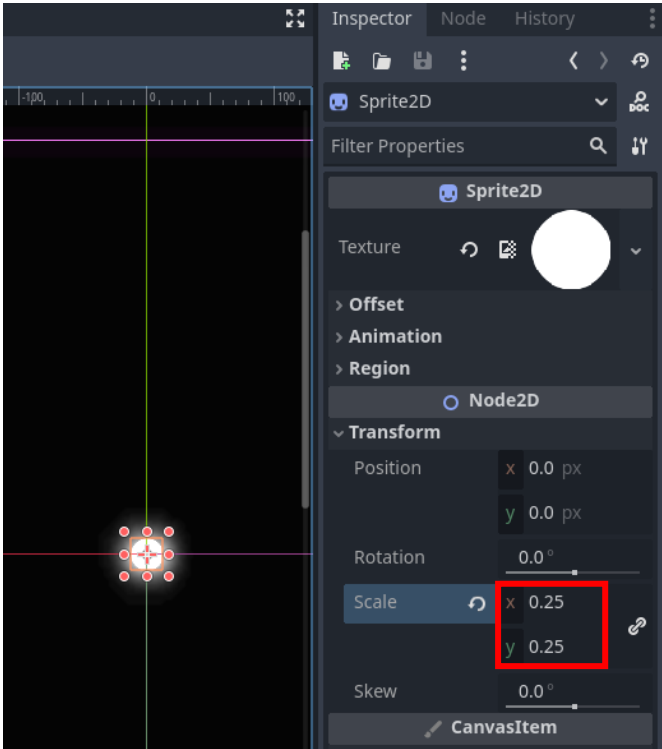 Inspector Node History
-100 0 100
Sprite2D
DOC
Filter Properties
Sprite2D
Texture
Offset
Animation
Region
Node2D
Transform
Position x 0.0 px
y 0.0 px
Rotation 0.0 °
Scale x 0.25
y 0.25
Skew 0.0 °
CanvasItem